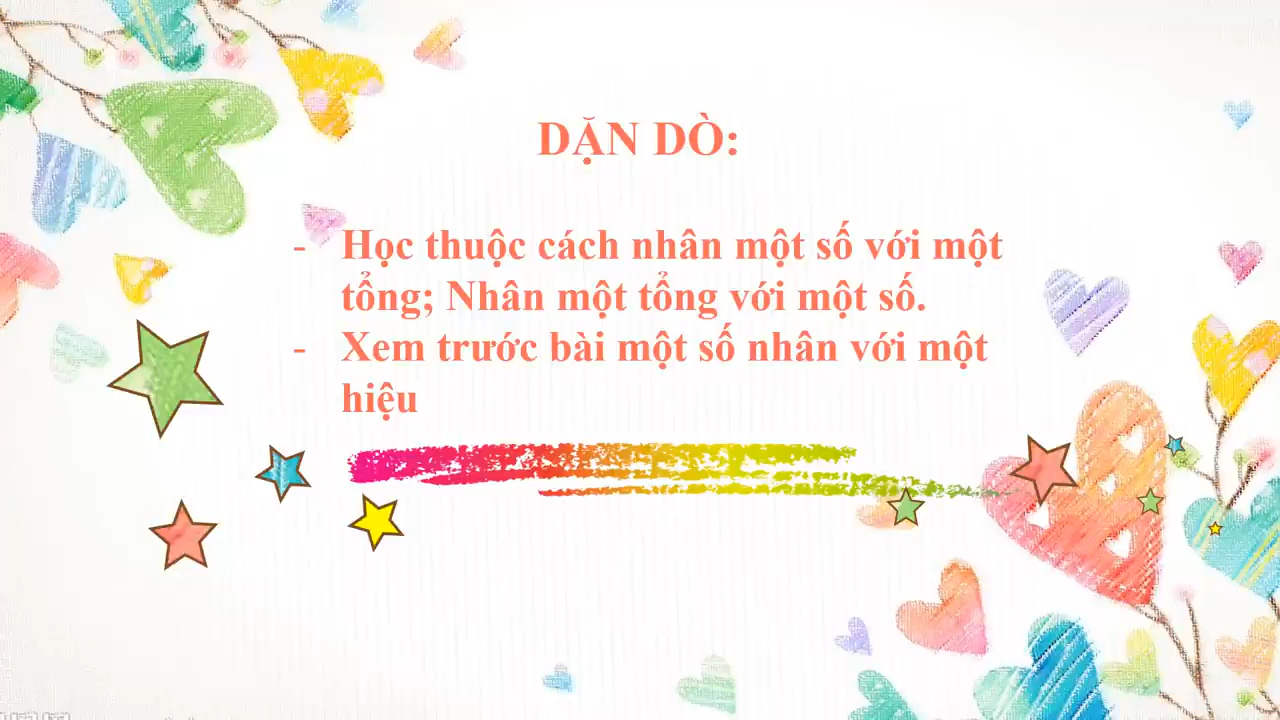 DẶN DÒ:
- Học thuộc cách nhân một số với một
tổng; Nhân một tổng với một số.
- Xem trước bài một số nhân với một
hiệu